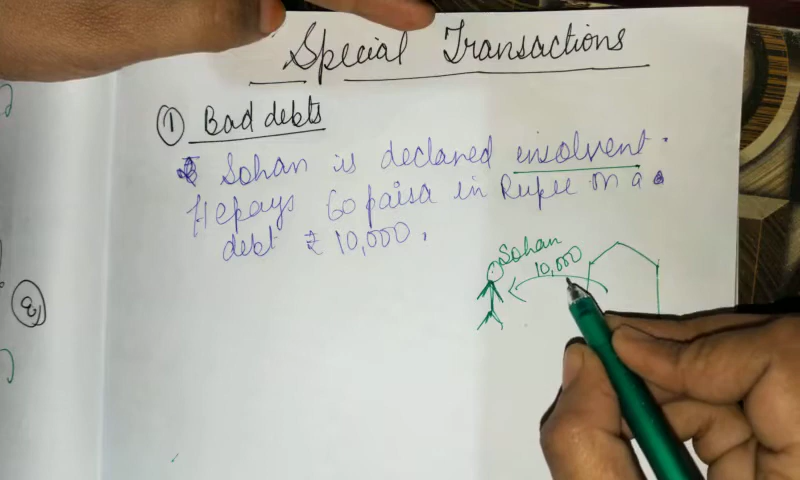 Special Transactions
① Bad debts
Sohan is declared insolvent.
He pays 60 paisa in Rupee on a
debt ₹ 10,000.
Sohan
10,000
③